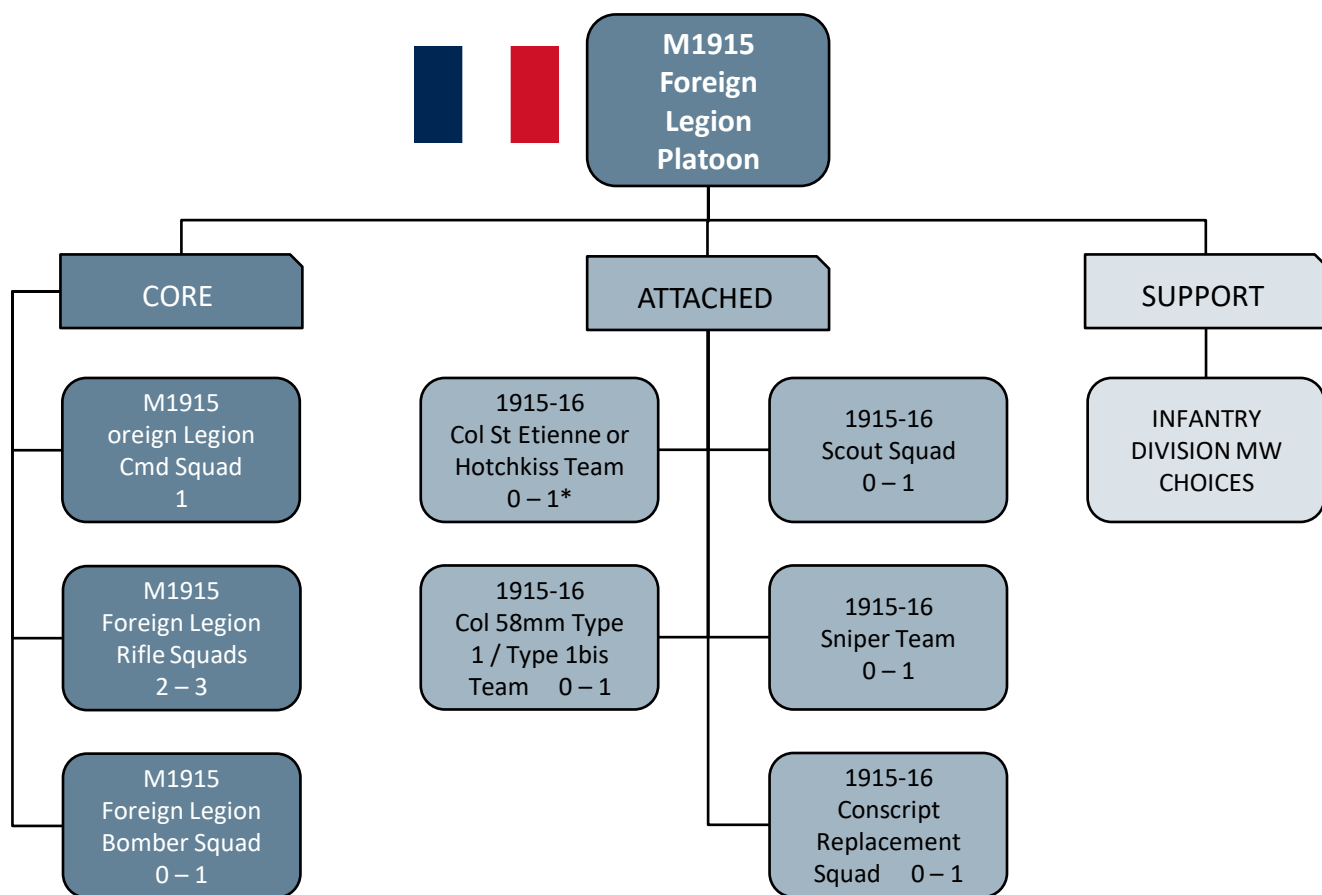 M1915
Foreign
Legion
Platoon
CORE
ATTACHED
SUPPORT
M1915
oreign Legion
Cmd Squad
1
1915-16
Col St Etienne or
Hotchkiss Team
0 – 1*
1915-16
Scout Squad
0 – 1
INFANTRY
DIVISION MW
CHOICES
M1915
Foreign Legion
Rifle Squads
2 – 3
1915-16
Col 58mm Type
1 / Type 1bis
Team 0 – 1
1915-16
Sniper Team
0 – 1
M1915
Foreign Legion
Bomber Squad
0 – 1
1915-16
Conscript
Replacement
Squad 0 – 1